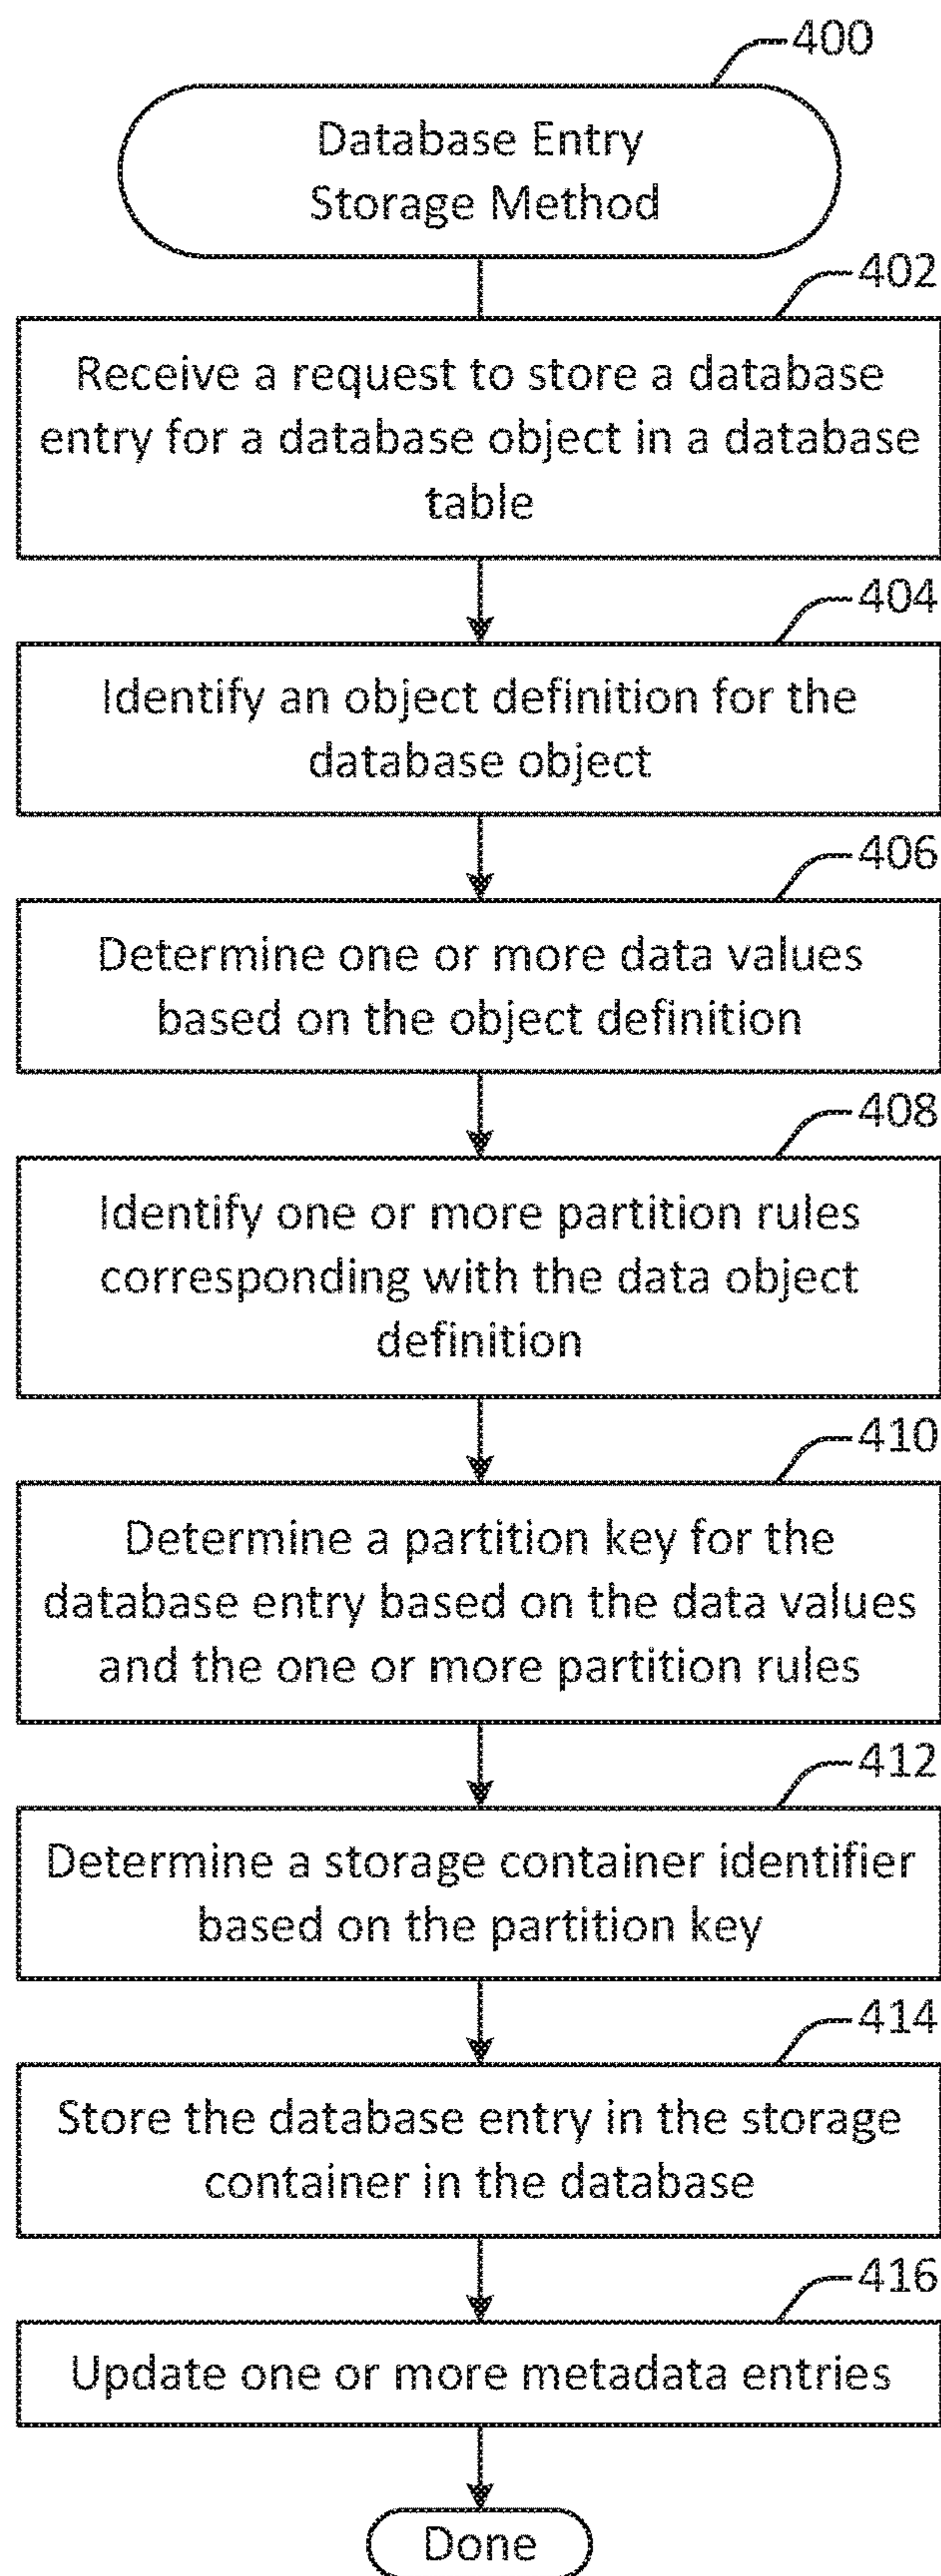 400
Database Entry
Storage Method
402
Receive a request to store a database
entry for a database object in a database
table
404
Identify an object definition for the
database object
406
Determine one or more data values
based on the object definition
408
Identify one or more partition rules
corresponding with the data object
definition
410
Determine a partition key for the
database entry based on the data values
and the one or more partition rules
412
Determine a storage container identifier
based on the partition key
414
Store the database entry in the storage
container in the database
416
Update one or more metadata entries
Done